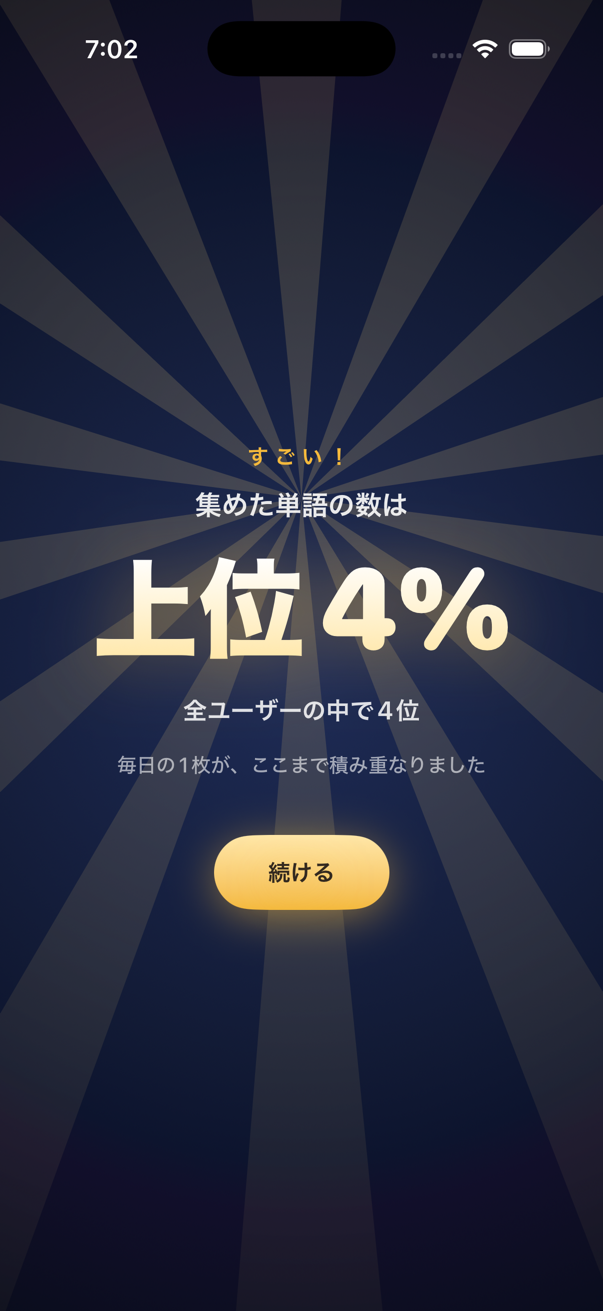 7:02
すごい！
集めた単語の数は
上位4%
全ユーザーの中で4位
毎日の1枚が、ここまで積み重なりました
続ける